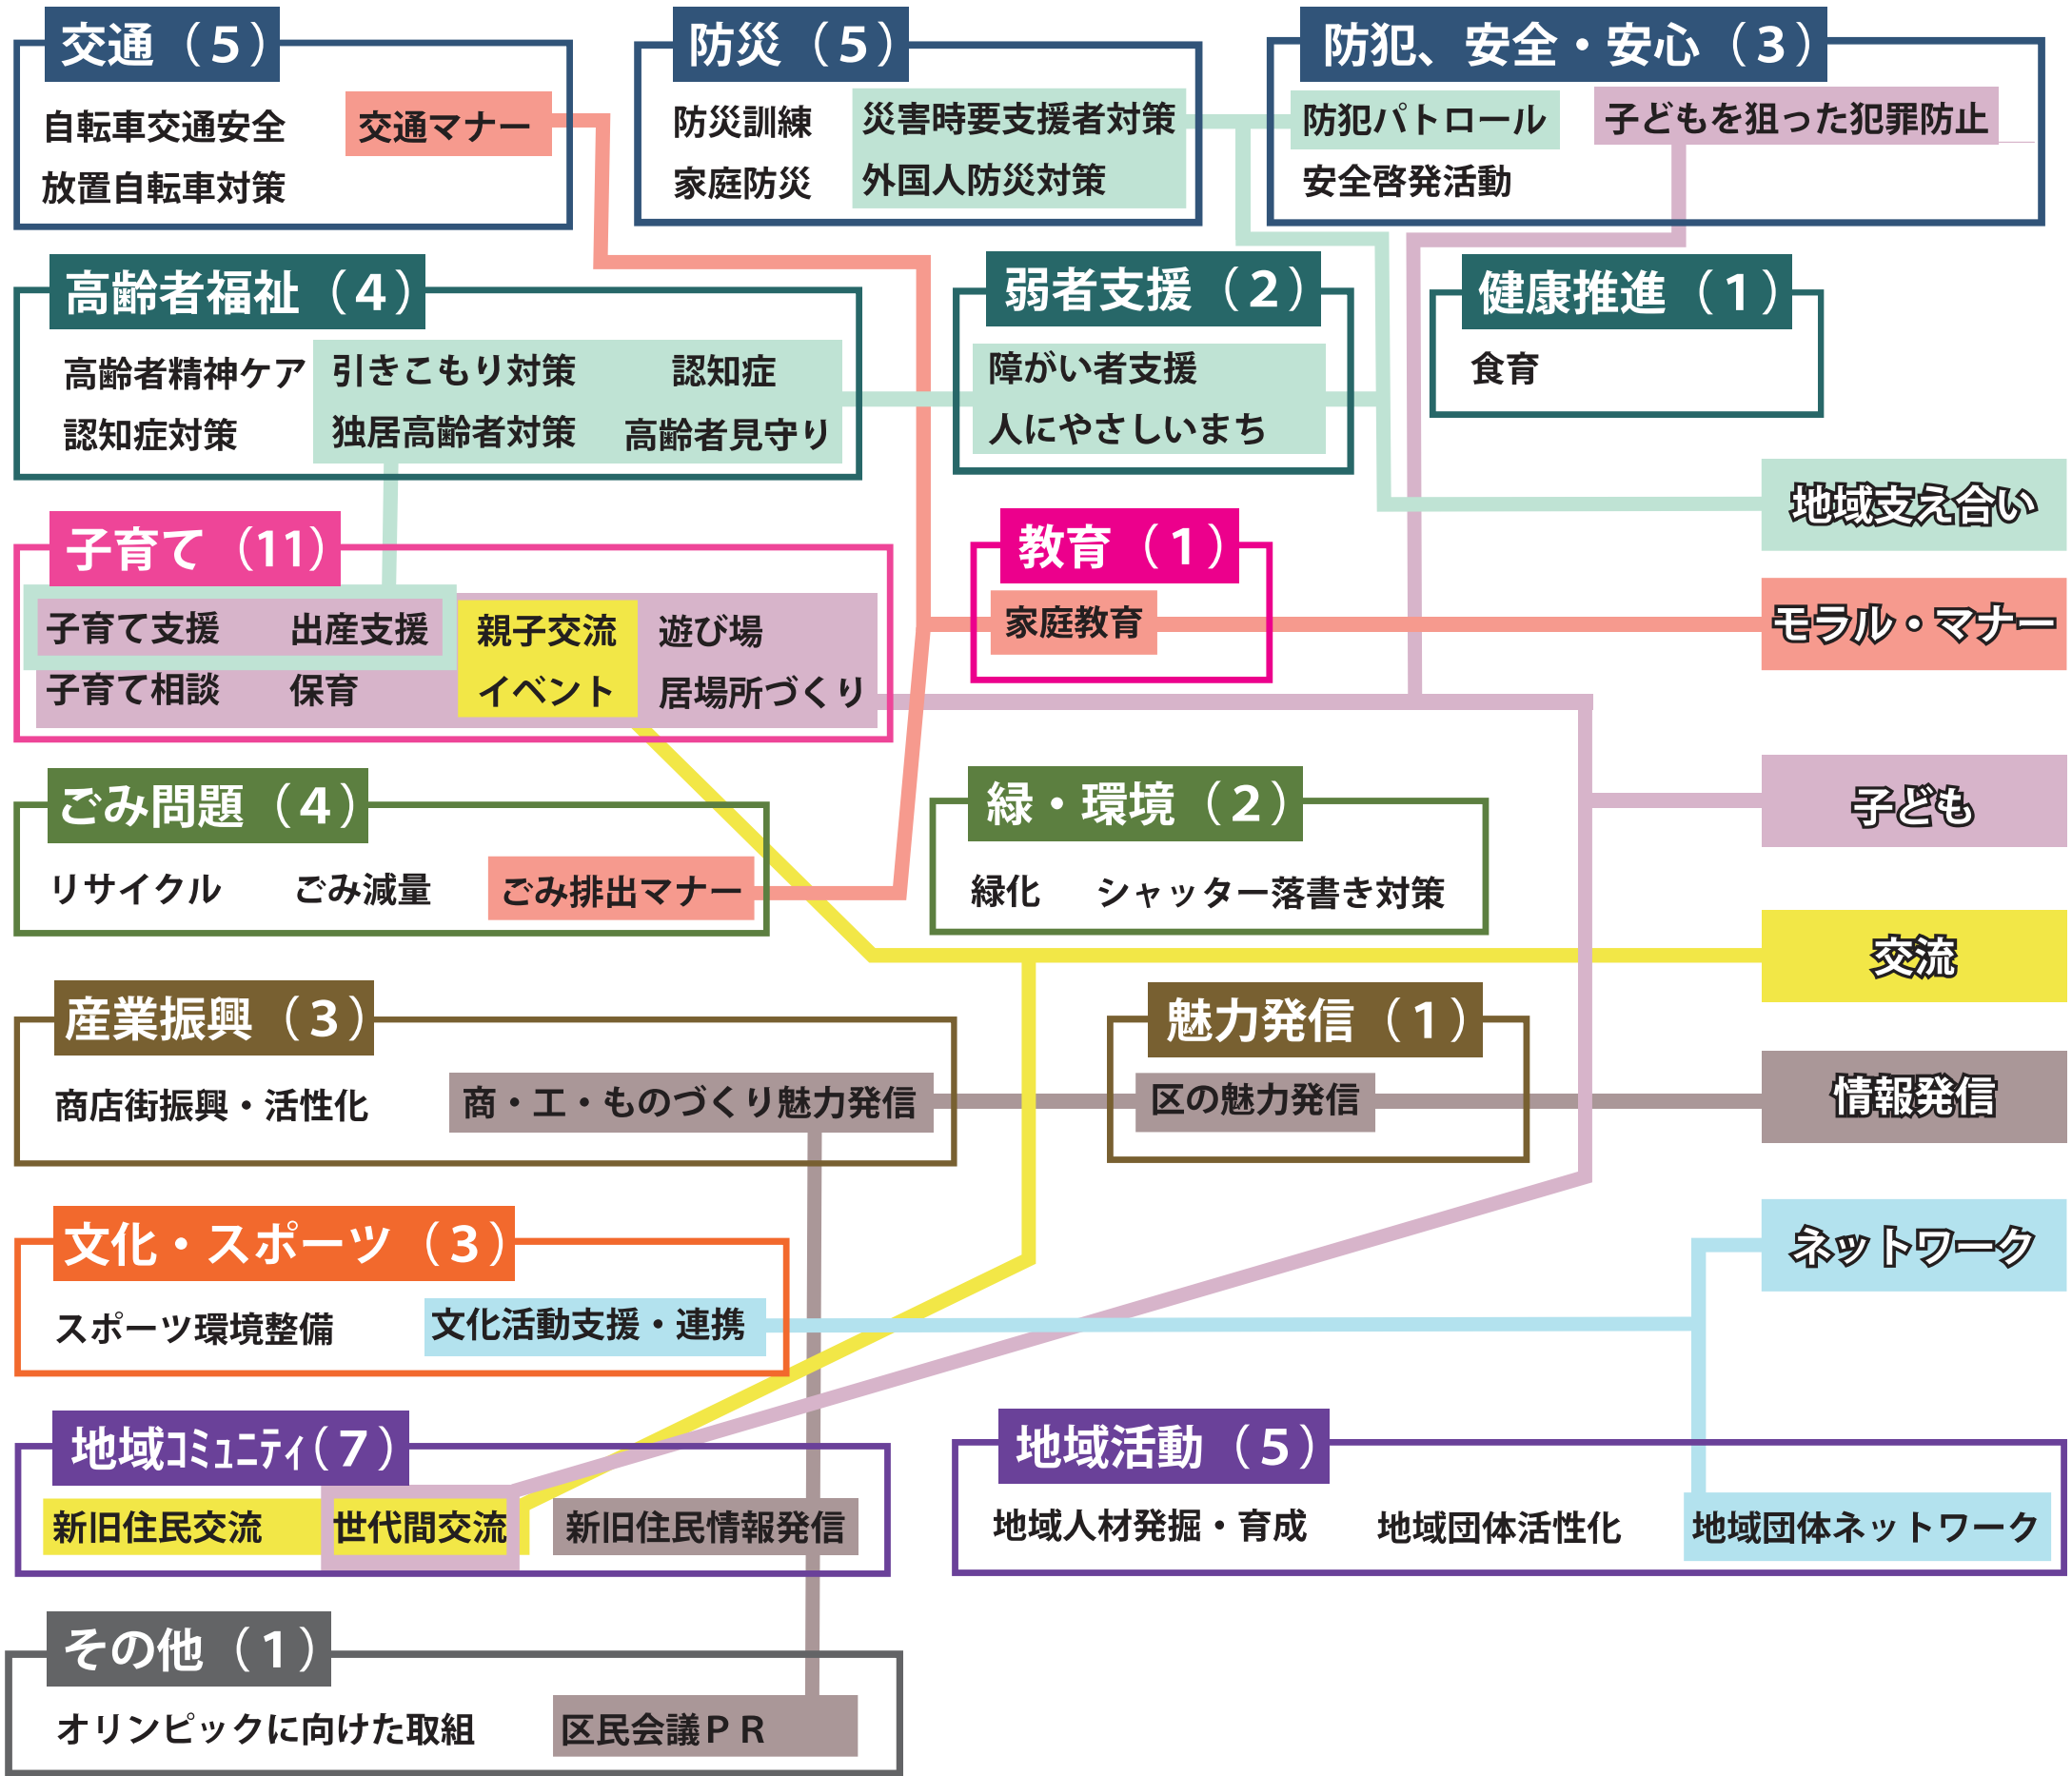 交通（5）
自転車交通安全
交通マナー
放置自転車対策
防災（5）
防災訓練
災害時要支援者対策
家庭防災
外国人防災対策
防犯、安全・安心（3）
防犯パトロール
子どもを狙った犯罪防止
安全啓発活動
高齢者福祉（4）
高齢者精神ケア
引きこもり対策
認知症
認知症対策
独居高齢者対策
高齢者見守り
弱者支援（2）
障がい者支援
人にやさしいまち
健康推進（1）
食育
地域支え合い
子育て（11）
子育て支援
出産支援
親子交流
遊び場
子育て相談
保育
イベント
居場所づくり
教育（1）
家庭教育
モラル・マナー
ごみ問題（4）
リサイクル
ごみ減量
ごみ排出マナー
緑・環境（2）
緑化
シャッター落書き対策
子ども
交流
産業振興（3）
商店街振興・活性化
商・工・ものづくり魅力発信
魅力発信（1）
区の魅力発信
情報発信
文化・スポーツ（3）
スポーツ環境整備
文化活動支援・連携
ネットワーク
地域コミュニティ（7）
新旧住民交流
世代間交流
新旧住民情報発信
地域活動（5）
地域人材発掘・育成
地域団体活性化
地域団体ネットワーク
その他（1）
オリンピックに向けた取組
区民会議ＰＲ